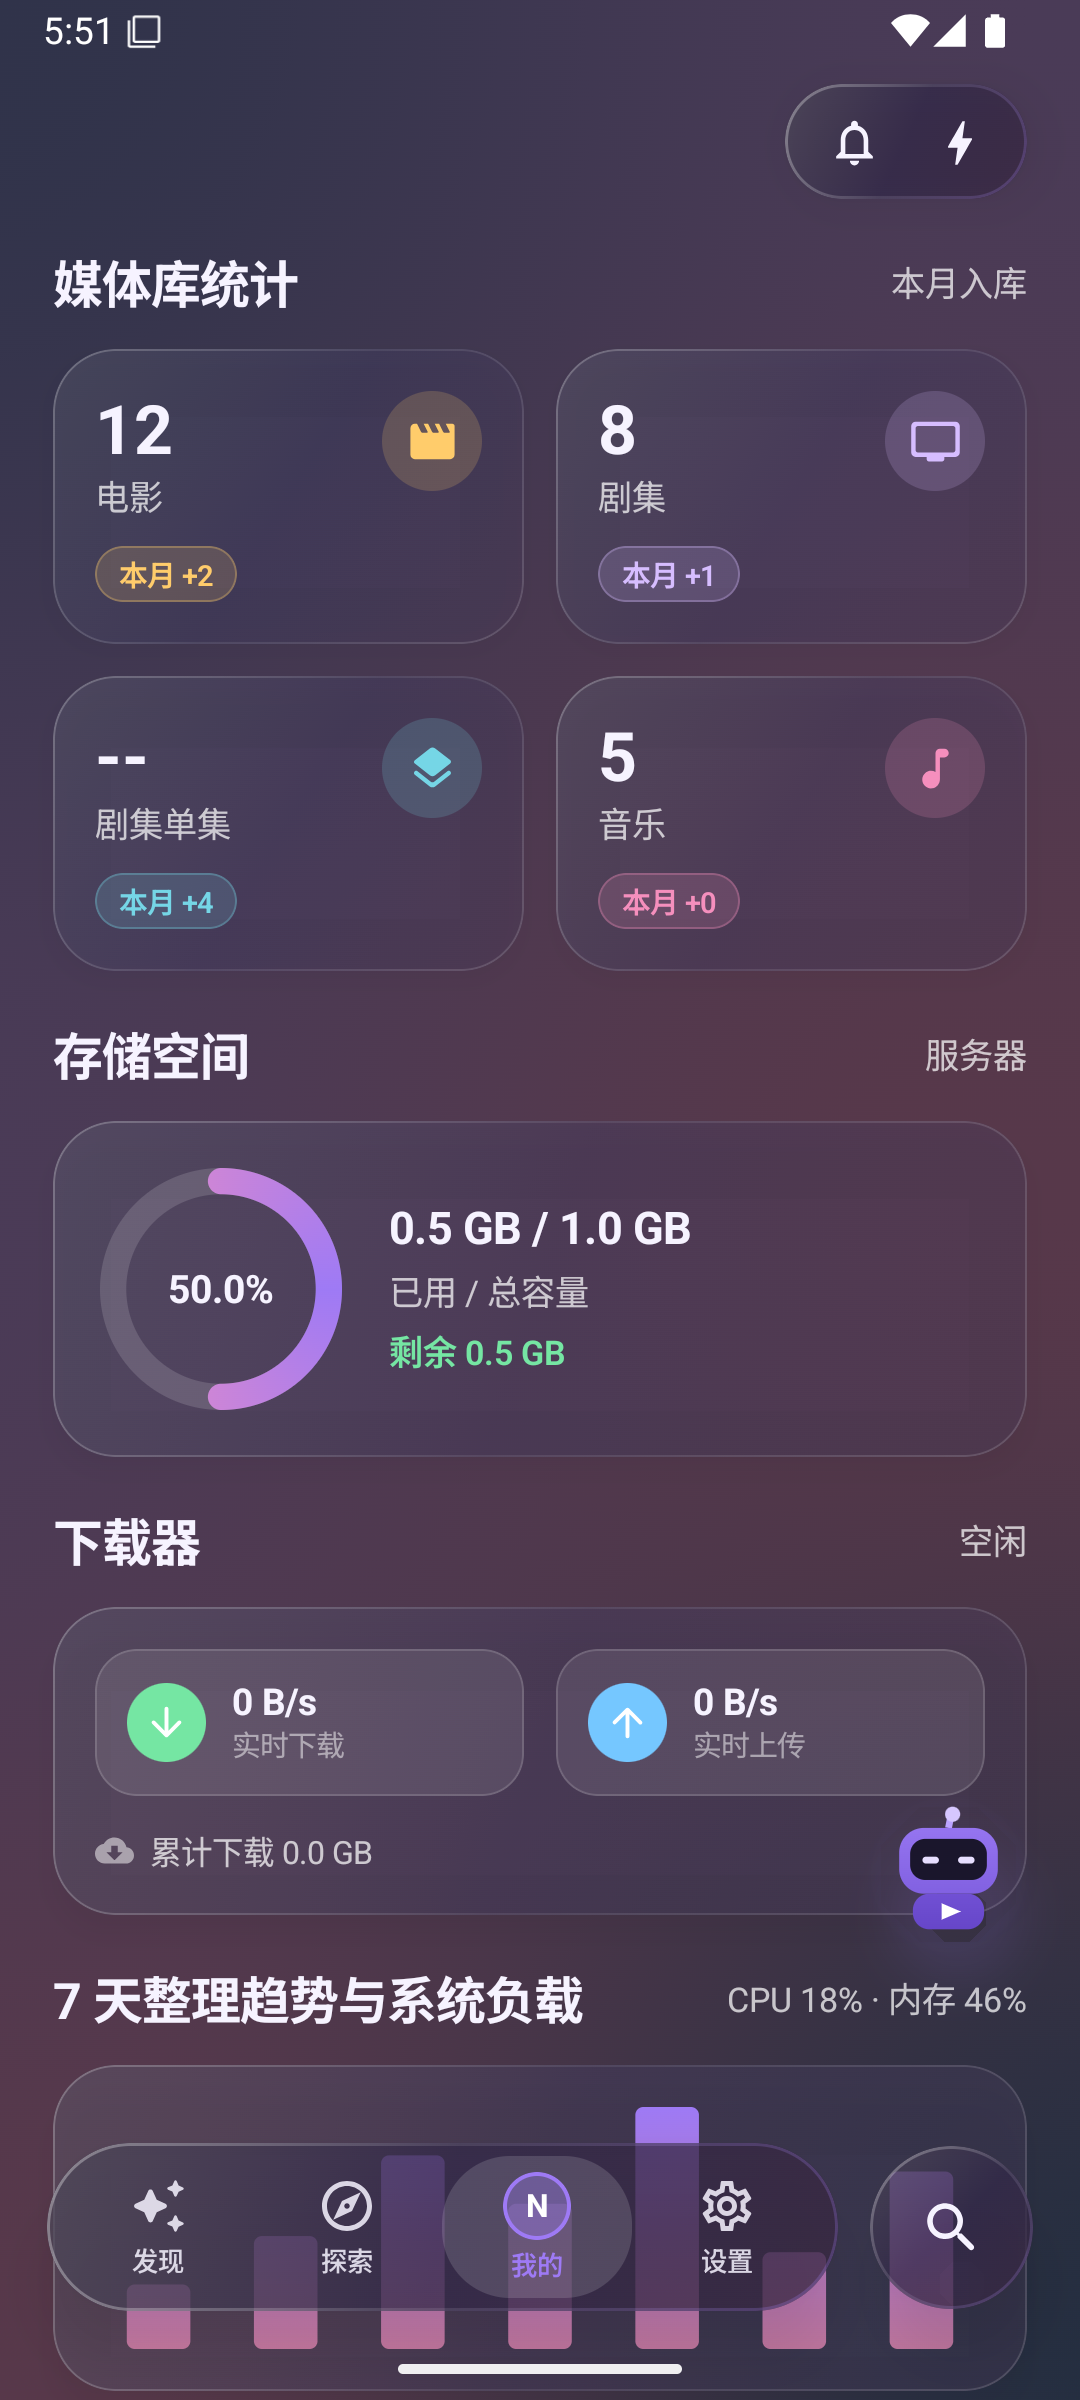 5:51
媒体库统计
本月入库
12
电影
本月 +2
8
剧集
本月 +1
--
剧集单集
本月 +4
5
音乐
本月 +0
存储空间
服务器
50.0%
0.5 GB / 1.0 GB
已用 / 总容量
剩余 0.5 GB
下载器
空闲
0 B/s
实时下载
0 B/s
实时上传
累计下载 0.0 GB
7 天整理趋势与系统负载
CPU 18% · 内存 46%
发现
探索
N
我的
设置